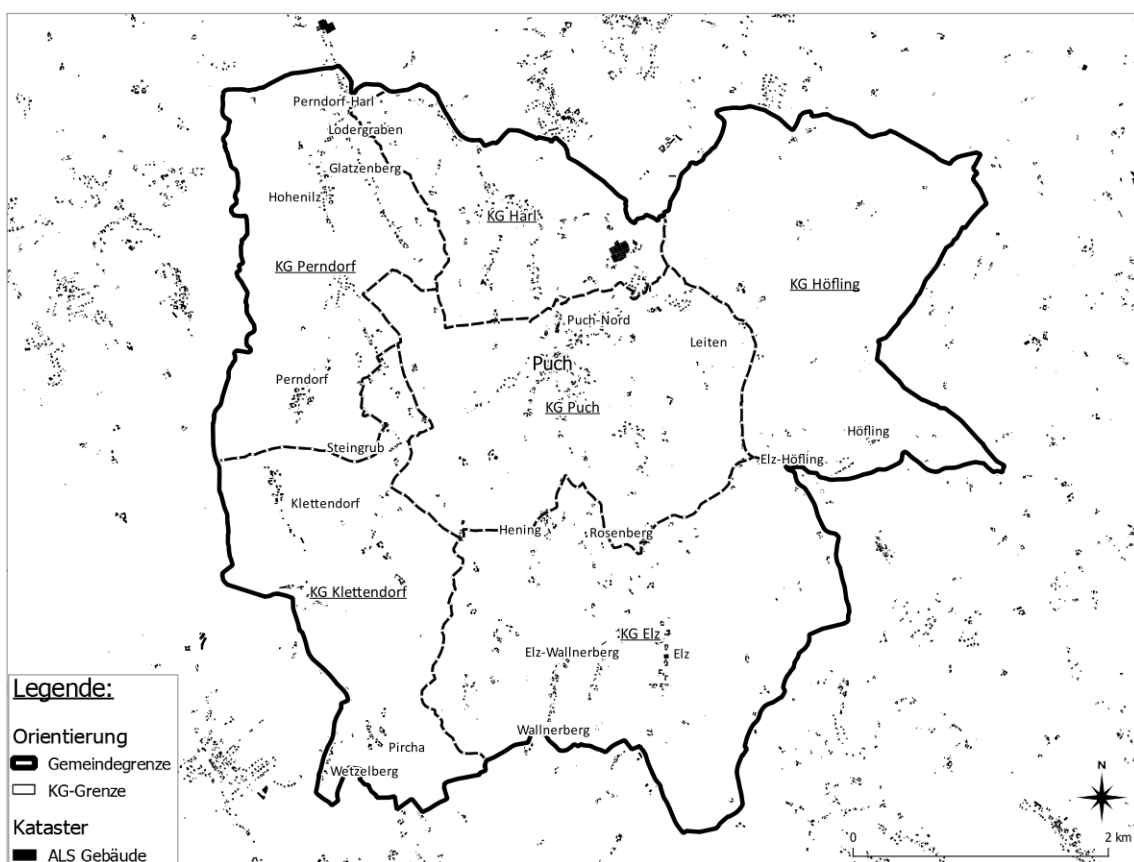 Perndorf-Harl
Lödergraben
Glatzenberg
Hohenilz
KG Harl
KG Perndorf
KG Höfling
Puch-Nord
Leiten
Puch
Perndorf
KG Puch
Höfling
Steingrub
Elz-Höfling
Klettendorf
Hening
Rosenberg
KG Klettendorf
KG Elz
Elz-Wallnerberg
Elz
Wallnerberg
Pircha
Wetzelberg
Legende:
Orientierung
Gemeindegrenze
KG-Grenze
Kataster
ALS Gebäude
N
0
2 km